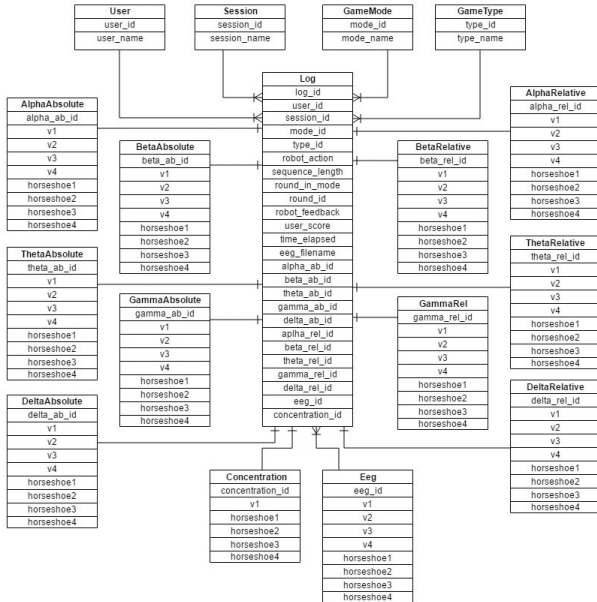 User
user_id
user_name
Session
session_id
session_name
GameMode
mode_id
mode_name
GameType
type_id
type_name
Log
log_id
user_id
session_id
mode_id
type_id
robot_action
sequence_length
round_in_mode
round_id
robot_feedback
user_score
time_elapsed
eeg_filename
alpha_ab_id
beta_ab_id
theta_ab_id
gamma_ab_id
delta_ab_id
aplha_rel_id
beta_rel_id
theta_rel_id
gamma_rel_id
delta_rel_id
eeg_id
concentration_id
AlphaAbsolute
alpha_ab_id
v1
v2
v3
v4
horseshoe1
horseshoe2
horseshoe3
horseshoe4
BetaAbsolute
beta_ab_id
v1
v2
v3
v4
horseshoe1
horseshoe2
horseshoe3
horseshoe4
ThetaAbsolute
theta_ab_id
v1
v2
v3
v4
horseshoe1
horseshoe2
horseshoe3
horseshoe4
GammaAbsolute
gamma_ab_id
v1
v2
v3
v4
horseshoe1
horseshoe2
horseshoe3
horseshoe4
DeltaAbsolute
delta_ab_id
v1
v2
v3
v4
horseshoe1
horseshoe2
horseshoe3
horseshoe4
AlphaRelative
alpha_rel_id
v1
v2
v3
v4
horseshoe1
horseshoe2
horseshoe3
horseshoe4
BetaRelative
beta_rel_id
v1
v2
v3
v4
horseshoe1
horseshoe2
horseshoe3
horseshoe4
ThetaRelative
theta_rel_id
v1
v2
v3
v4
horseshoe1
horseshoe2
horseshoe3
horseshoe4
GammaRel
gamma_rel_id
v1
v2
v3
v4
horseshoe1
horseshoe2
horseshoe3
horseshoe4
DeltaRelative
delta_rel_id
v1
v2
v3
v4
horseshoe1
horseshoe2
horseshoe3
horseshoe4
Concentration
concentration_id
v1
horseshoe1
horseshoe2
horseshoe3
horseshoe4
Eeg
eeg_id
v1
v2
v3
v4
horseshoe1
horseshoe2
horseshoe3
horseshoe4